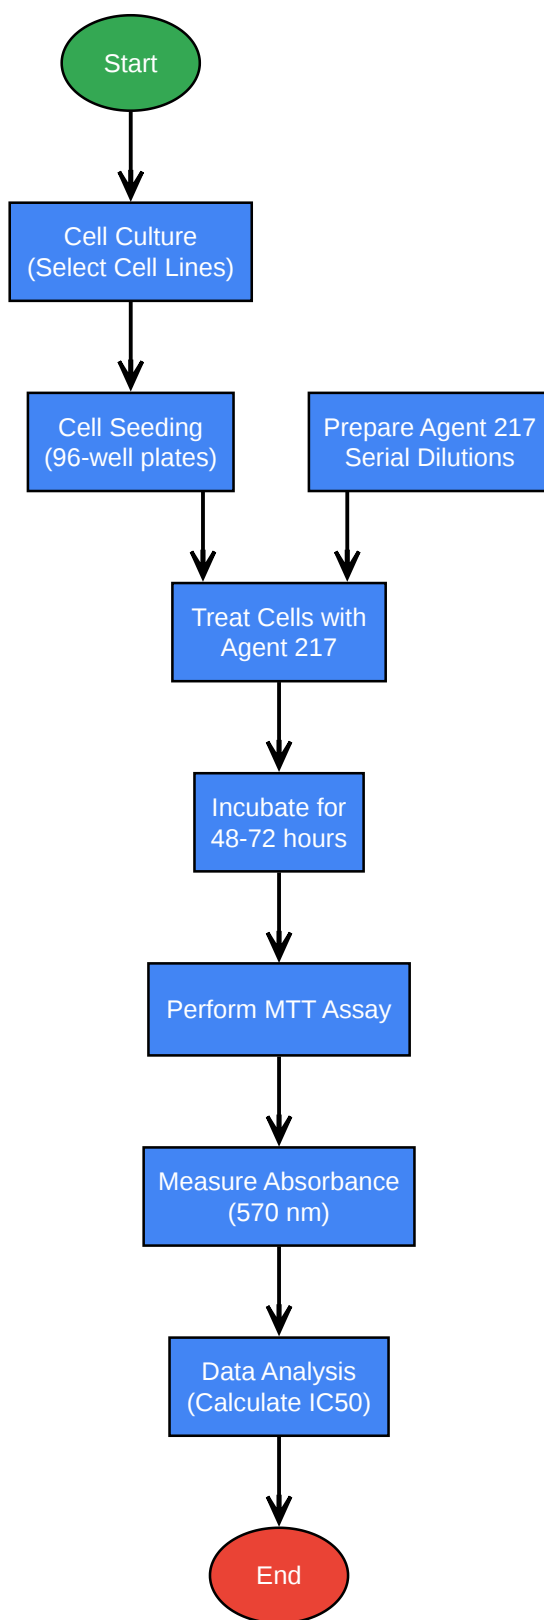 Start
Cell Culture
(Select Cell Lines)
Cell Seeding
(96-well plates)
Prepare Agent 217
Serial Dilutions
Treat Cells with
Agent 217
Incubate for
48-72 hours
Perform MTT Assay
Measure Absorbance
(570 nm)
Data Analysis
(Calculate IC50)
End